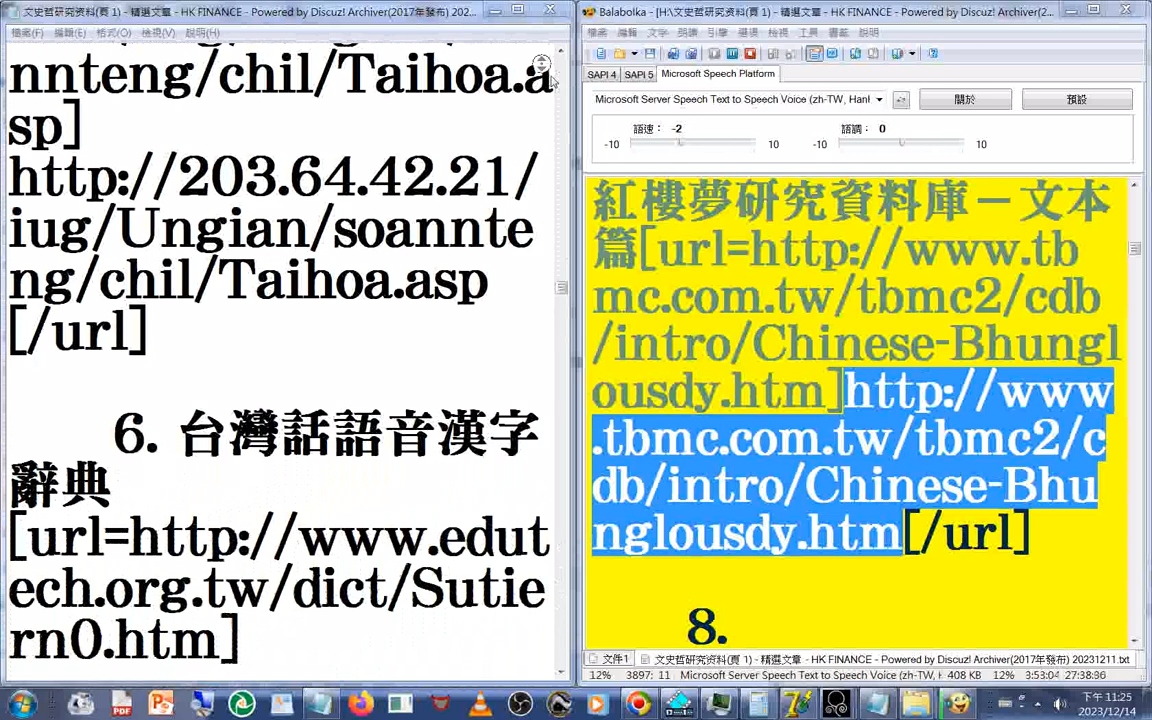 文史哲研究资料(頁 1) - 精選文章 - HK FINANCE - Powered by Discuz! Archiver(2017年發布) 202...
檔案(F) 編輯(E) 格式(O) 檢視(V) 說明(H)
nnteng/chil/Taihoa.a
sp]
http://203.64.42.21/
iug/Ungian/soannte
ng/chil/Taihoa.asp
[/url]
6. 台灣話語音漢字
辭典
[url=http://www.edut
ech.org.tw/dict/Sutie
rn0.htm]
Balabolka - [H:\文史哲研究资料(頁 1) - 精選文章 - HK FINANCE - Powered by Discuz! Archiver(2...
檔案 編輯 文字 朗讀 引擎 選項 檢視 工具 書籤 說明
SAPI 4 SAPI 5 Microsoft Speech Platform
Microsoft Server Speech Text to Speech Voice (zh-TW, Hanl
關於
預設
語速： -2
語調： 0
-10 10 -10 10
紅樓夢研究資料庫－文本
篇[url=http://www.tb
mc.com.tw/tbmc2/cdb
/intro/Chinese-Bhungl
ousdy.htm]http://www
.tbmc.com.tw/tbmc2/c
db/intro/Chinese-Bhu
nglousdy.htm[/url]
8.
文件1 文史哲研究资料(頁 1) - 精選文章 - HK FINANCE - Powered by Discuz! Archiver(2017年發布) 20231211.txt
12% 3897: 11 Microsoft Server Speech Text to Speech Voic 408 KB 12% 3:53:04 27:38:36
下午 11:25
2023/12/14